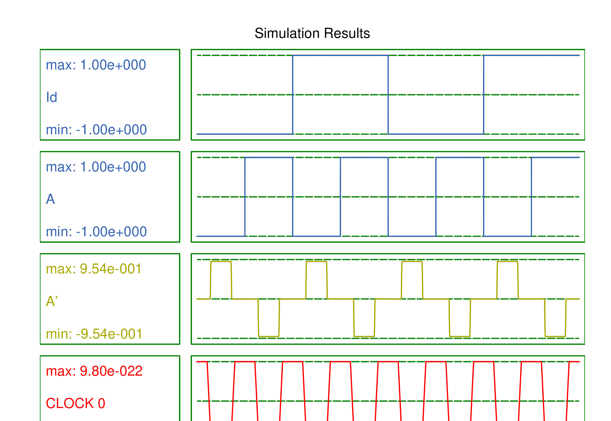 Simulation Results
max: 1.00e+000
Id
min: -1.00e+000
max: 1.00e+000
A
min: -1.00e+000
max: 9.54e-001
A'
min: -9.54e-001
max: 9.80e-022
CLOCK 0